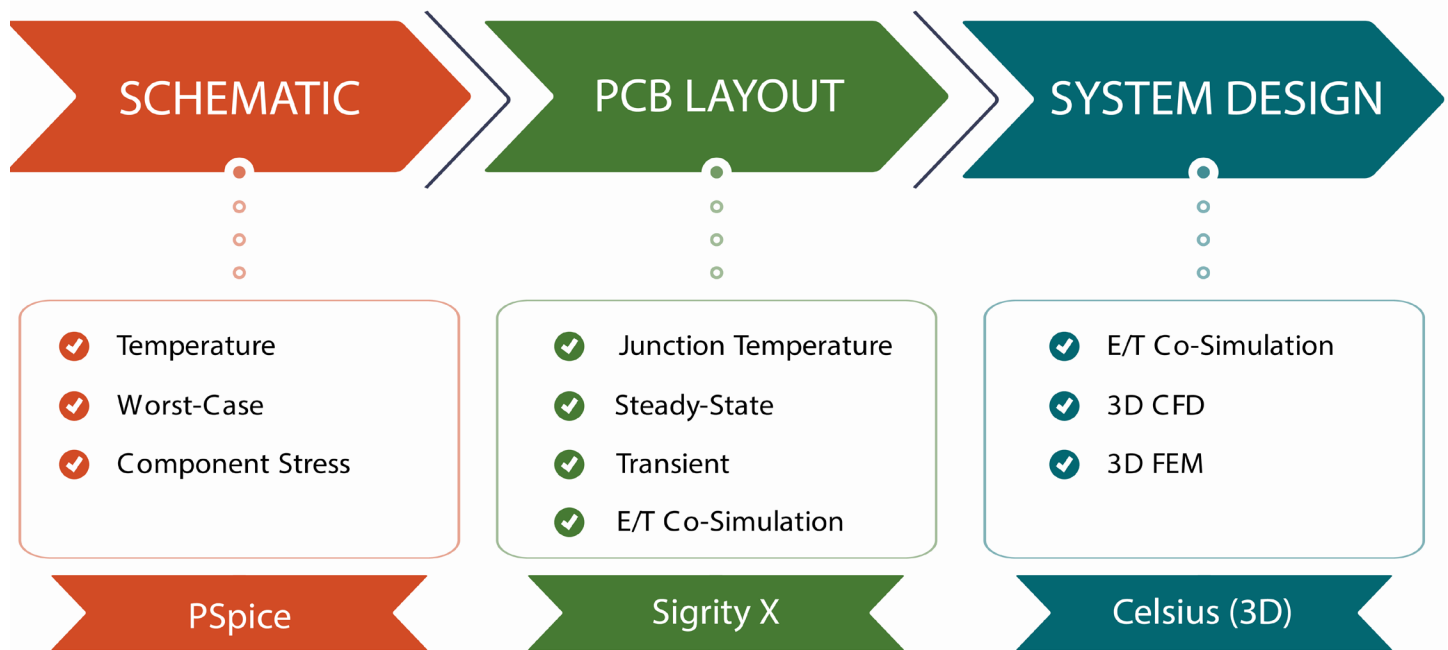 SCHEMATIC
PCB LAYOUT
SYSTEM DESIGN
Temperature
Worst-Case
Component Stress
Junction Temperature
Steady-State
Transient
E/T Co-Simulation
E/T Co-Simulation
3D CFD
3D FEM
PSpice
Sigrity X
Celsius (3D)